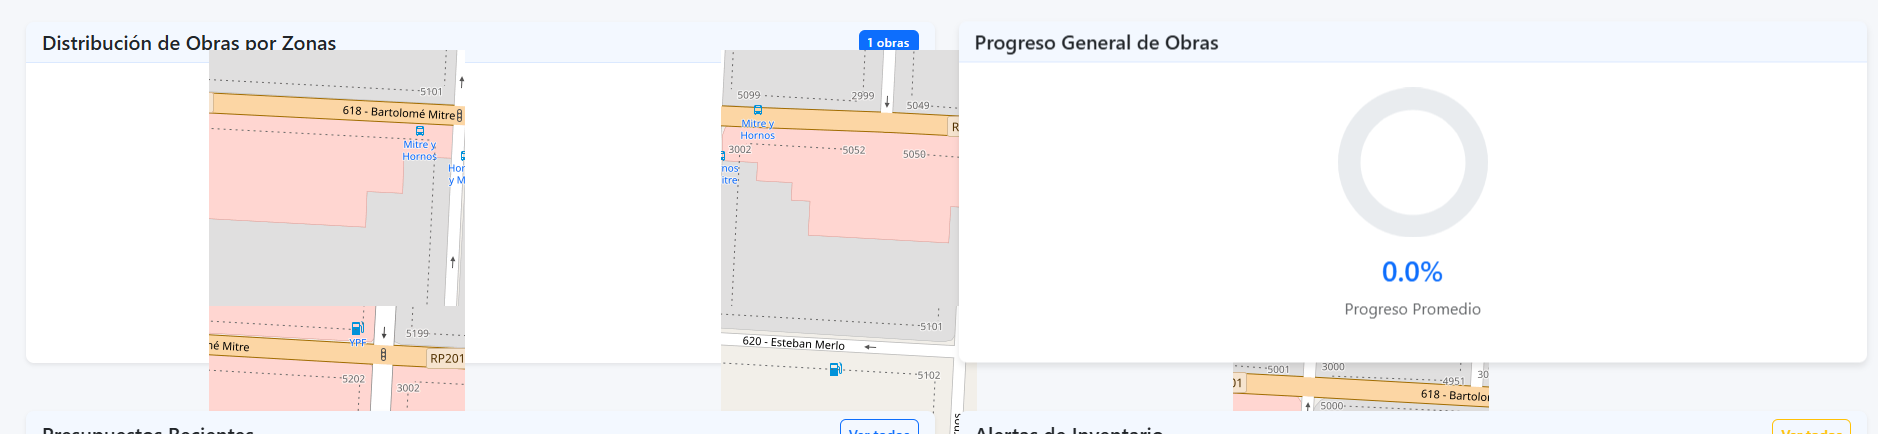 Distribución de Obras por Zonas
1 obras
Progreso General de Obras
5101
618 - Bartolomé Mitre
Mitre y
Hornos
Hor
y M
5099
2999
5049
Mitre y
Hornos
R
3002
5052
5050
nos
itre
0.0%
Progreso Promedio
YPF
5199
né Mitre
RP201
5202
3002
5101
620 - Esteban Merlo
5102
nos
5001
3000
4951
30
01
618 - Bartolo
5000
Presupuestos Recientes
Ver todos
Alertas de Inventario
Ver todos